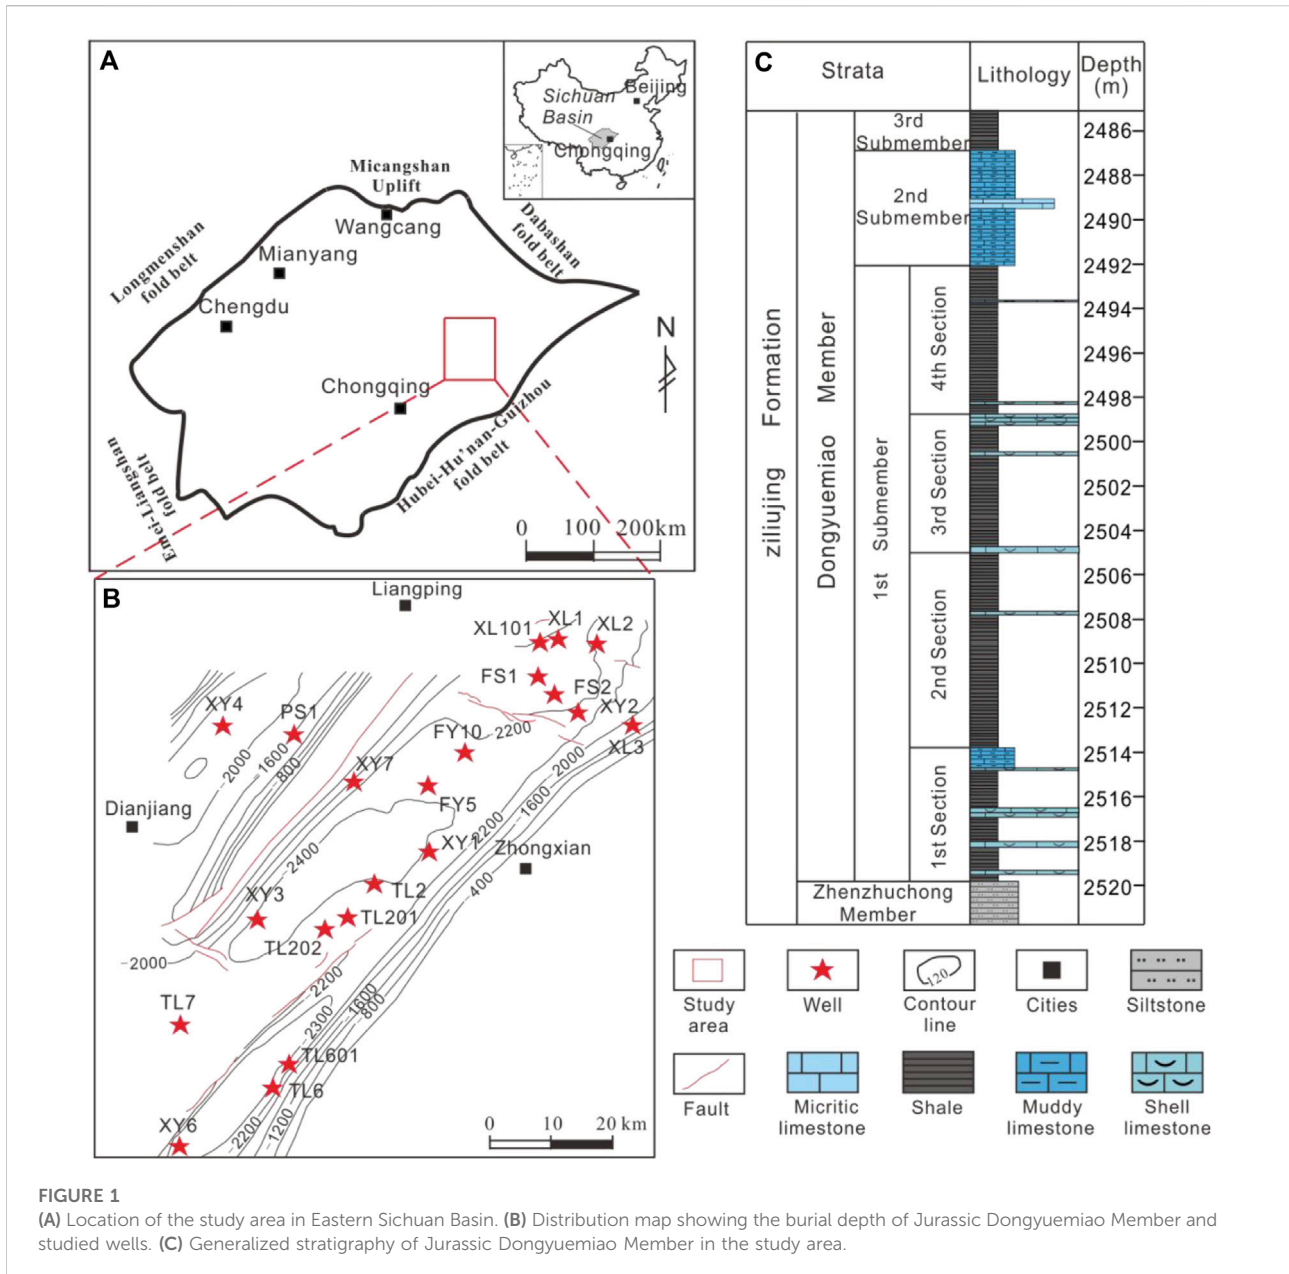 A
Sichuan
Basin
Beijing
Chongqing
Micangshan
Uplift
Wangcang
Dabashan
fold belt
Longmenshan
fold belt
Mianyang
Chengdu
N
Chongqing
Hubei-Hu'nan-Guizhou
fold belt
Emei-Liangshan
fold belt
0 100 200km
B
Liangping
XL101
XL1
XL2
FS1
FS2
XY4
PS1
XY2
FY10
-2200
XL3
-2000
-1600
-800
XY7
2000
-1600
FY5
Dianjiang
-2400
XY1
-2200
Zhongxian
-400
TL2
XY3
TL201
TL202
-2000
-2200
TL7
-2300
-1600
-800
TL601
TL6
XY6
-2200
-1200
0 10 20 km
C
Strata
Lithology
Depth
(m)
ziliujing Formation
Dongyuemiao Member
3rd
Submember
2nd
Submember
1st Submember
4th Section
3rd Section
2nd Section
1st Section
Zhenzhuchong
Member
2486
2488
2490
2492
2494
2496
2498
2500
2502
2504
2506
2508
2510
2512
2514
2516
2518
2520
Study
area
Well
120
Contour
line
Cities
Siltstone
Fault
Micritic
limestone
Shale
Muddy
limestone
Shell
limestone
FIGURE 1
(A) Location of the study area in Eastern Sichuan Basin. (B) Distribution map showing the burial depth of Jurassic Dongyuemiao Member and
studied wells. (C) Generalized stratigraphy of Jurassic Dongyuemiao Member in the study area.